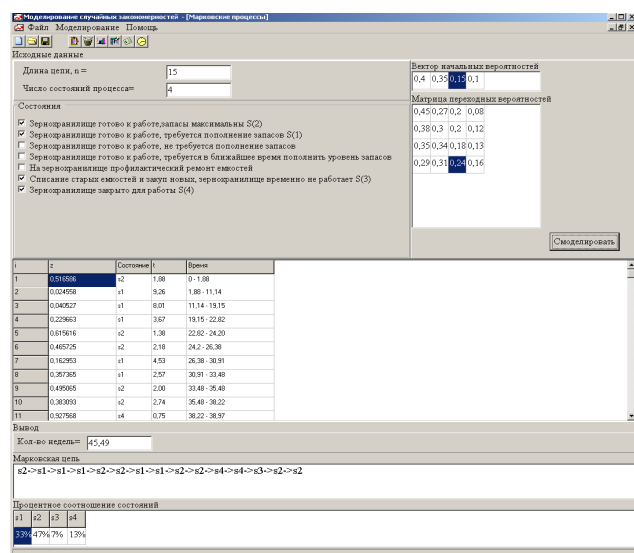 Моделирование случайных закономерностей - [Марковские процессы]
Файл Моделирование Помощь
Исходные данные
Длина цепи, n = 15
Число состояний процесса= 4
Состояния
Зернохранилище готово к работе,запасы максимальны S(2)
Зернохранилище готово к работе, требуется пополнение запасов S(1)
Зернохранилище готово к работе, не требуется пополнение запасов
Зернохранилище готово к работе, требуется в ближайшее время пополнить уровень запасов
На зернохранилище профилактический ремонт емкостей
Списание старых емкостей и закуп новых, зернохранилище временно не работает S(3)
Зернохранилище закрыто для работы S(4)
Вектор начальных вероятностей
0,4 0,35 0,15 0,1
Матрица переходных вероятностей
0,45 0,27 0,2 0,08
0,38 0,3 0,2 0,12
0,35 0,34 0,18 0,13
0,29 0,31 0,24 0,16
Смоделировать
i z Состояние t Время
1 0,516586 s2 1,88 0 - 1,88
2 0,024558 s1 9,26 1,88 - 11,14
3 0,040527 s1 8,01 11,14 - 19,15
4 0,229663 s1 3,67 19,15 - 22,82
5 0,615616 s2 1,38 22,82 - 24,20
6 0,465725 s2 2,18 24,2 - 26,38
7 0,162953 s1 4,53 26,38 - 30,91
8 0,357365 s1 2,57 30,91 - 33,48
9 0,495065 s2 2,00 33,48 - 35,48
10 0,383093 s2 2,74 35,48 - 38,22
11 0,927568 s4 0,75 38,22 - 38,97
Вывод
Кол-во недель= 45,49
Марковская цепь
s2->s1->s1->s1->s2->s2->s1->s1->s2->s2->s4->s4->s3->s2->s2
Процентное соотношение состояний
s1 s2 s3 s4
33% 47% 7% 13%